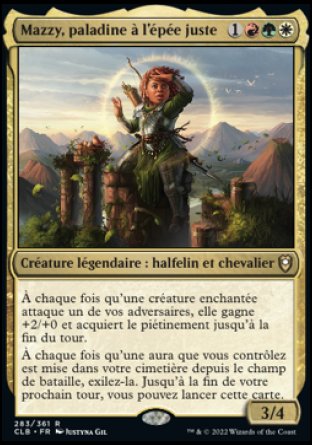 Mazzy, paladine à l'épée juste 1
Créature légendaire : halfelin et chevalier
À chaque fois qu'une créature enchantée
attaque un de vos adversaires, elle gagne
+2/+0 et acquiert le piétinement jusqu'à la
fin du tour.
À chaque fois qu'une aura que vous contrôlez
est mise dans votre cimetière depuis le champ
de bataille, exilez-la. Jusqu'à la fin de votre
prochain tour, vous pouvez lancer cette carte.
3/4
283/361 R
CLB • FR Justyna Gil
™ & © 2022 Wizards of the Coast